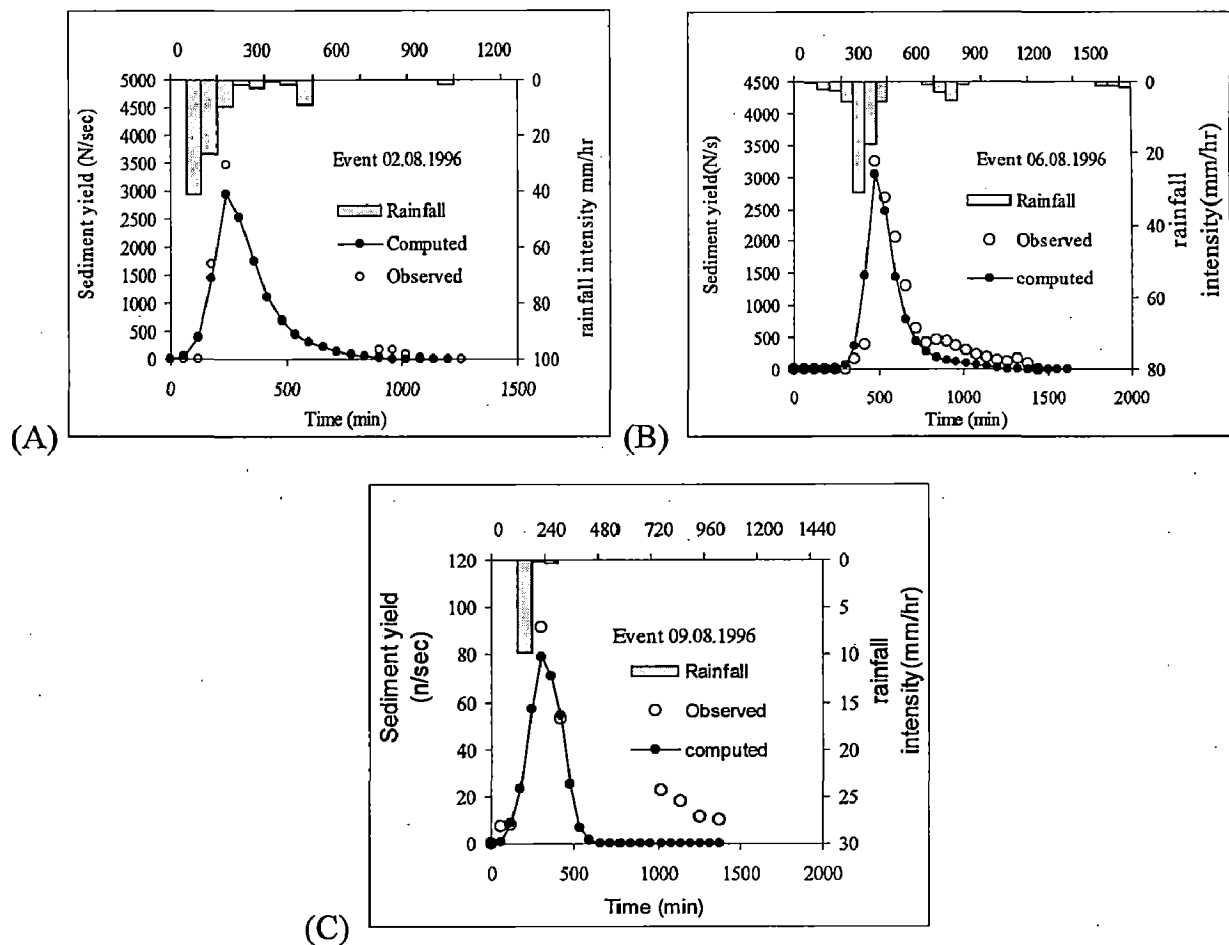 0 300 600 900 1200
5000 0
4500
4000 20
3500
3000 40
2500
2000 60
1500
1000 80
500
0 100
0 500 1000 1500
Sediment yield (N/sec)
rainfall intensity mm/hr
Time (min)
Event 02.08.1996
Rainfall
Computed
Observed
(A)
0 300 600 900 1200 1500
4500 0
4000
3500 20
3000
2500
2000 40
1500
1000 60
500
0 80
0 500 1000 1500 2000
Sediment yield(N/s)
rainfall
intensity(mm/hr)
Time (min)
Event 06.08.1996
Rainfall
Observed
computed
(B)
0 240 480 720 960 1200 1440
120 0
100 5
80 10
60 15
40 20
20 25
0 30
0 500 1000 1500 2000
Sediment yield
(n/sec)
rainfall
intensity(mm/hr)
Time (min)
Event 09.08.1996
Rainfall
Observed
computed
(C)